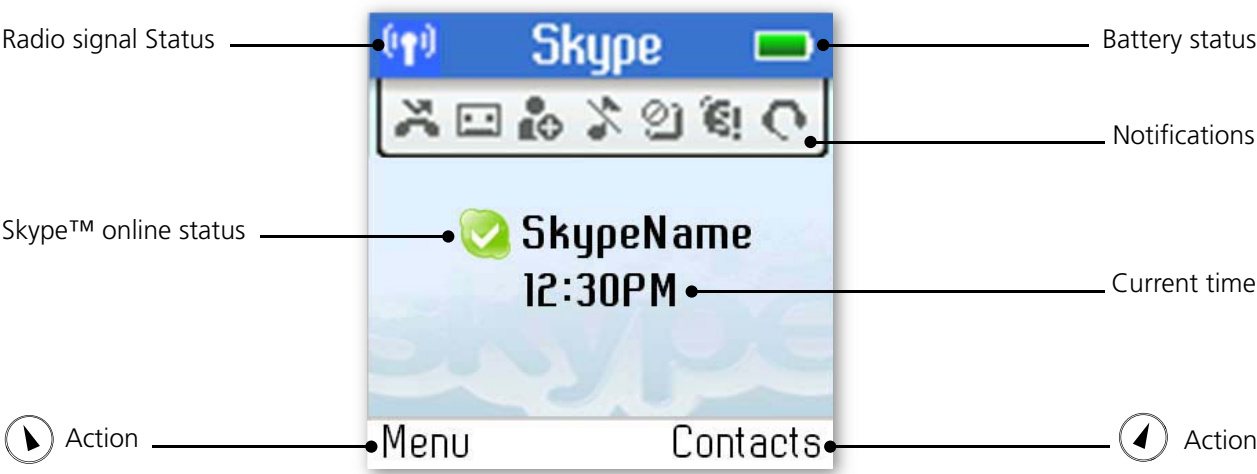 Radio signal Status
Skype
Battery status
Notifications
Skype™ online status
SkypeName
12:30PM
Current time
skype
Action
Menu
Contacts
Action